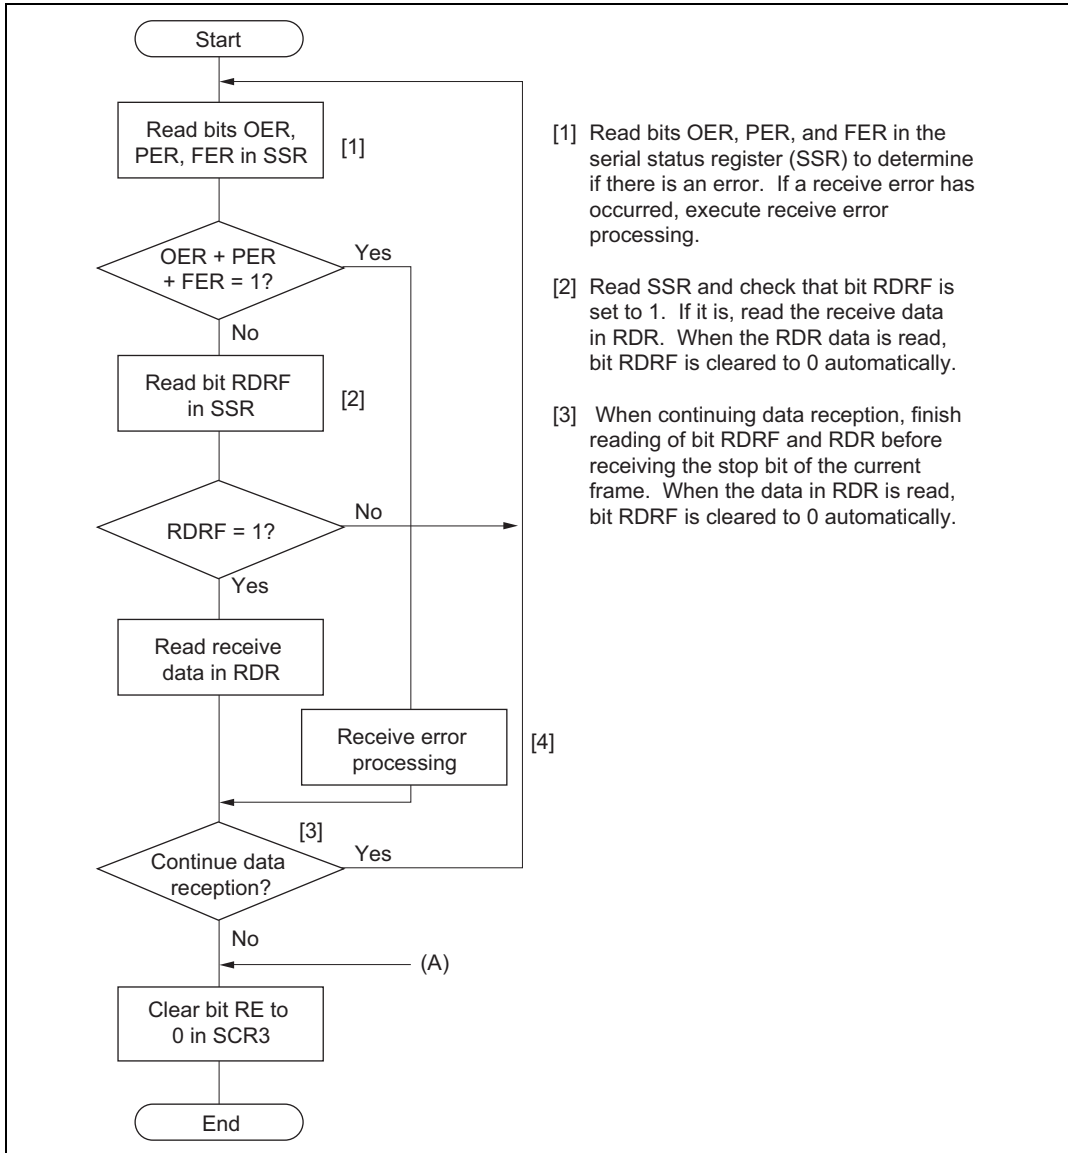 Start
Read bits OER,
PER, FER in SSR
[1]
OER + PER
+ FER = 1?
Yes
No
Read bit RDRF
in SSR
[2]
RDRF = 1?
No
Yes
Read receive
data in RDR
Receive error
processing
[4]
[3]
Continue data
reception?
Yes
No
(A)
Clear bit RE to
0 in SCR3
End
[1] Read bits OER, PER, and FER in the
serial status register (SSR) to determine
if there is an error. If a receive error has
occurred, execute receive error
processing.
[2] Read SSR and check that bit RDRF is
set to 1. If it is, read the receive data
in RDR. When the RDR data is read,
bit RDRF is cleared to 0 automatically.
[3] When continuing data reception, finish
reading of bit RDRF and RDR before
receiving the stop bit of the current
frame. When the data in RDR is read,
bit RDRF is cleared to 0 automatically.